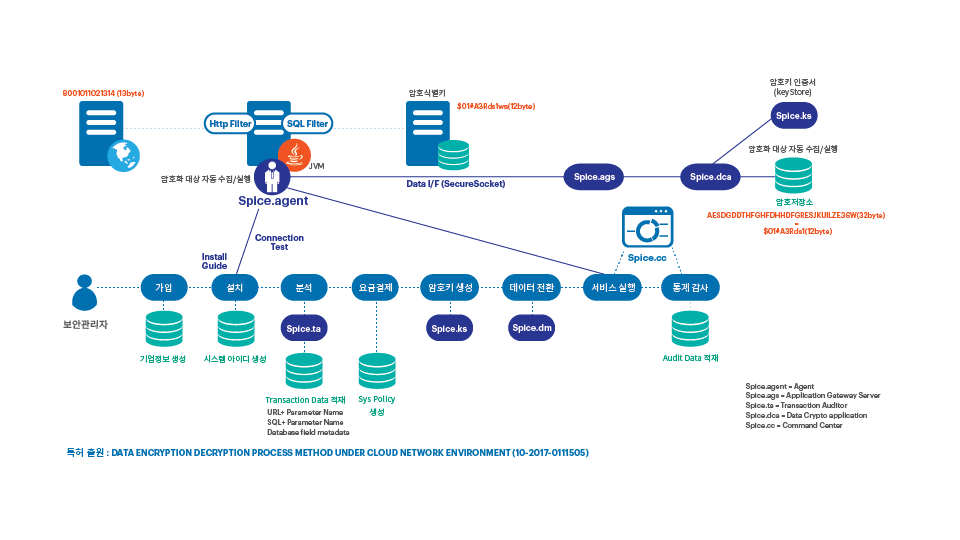 8001011021314 (13byte)
암호식별키
$01#A3Rds1ws(12byte)
암호키 인증서
(keyStore)
Http Filter
SQL Filter
Spice.ks
JVM
암호화 대상 자동 수집/실행
암호화 대상 자동 수집/실행
Data I/F (SecureSocket)
Spice.ags
Spice.dca
Spice.agent
암호저장소
AESDGDDTHFGHFDHHDFGRESJKUILZE36W(32byte)
=
$01#A3Rds1(12byte)
Connection
Test
Install
Guide
Spice.cc
가입
설치
분석
요금결제
암호키 생성
데이터 전환
서비스 실행
통계 감사
보안관리자
Spice.ta
Spice.ks
Spice.dm
기업정보 생성
시스템 아이디 생성
Audit Data 적재
Transaction Data 적재
URL+ Parameter Name
SQL+ Parameter Name
Database field metadata
Sys Policy
생성
Spice.agent = Agent
Spice.ags = Application Gateway Server
Spice.ta = Transaction Auditor
Spice.dca = Data Crypto application
Spice.cc = Command Center
특허 출원 : DATA ENCRYPTION DECRYPTION PROCESS METHOD UNDER CLOUD NETWORK ENVIRONMENT (10-2017-0111505)